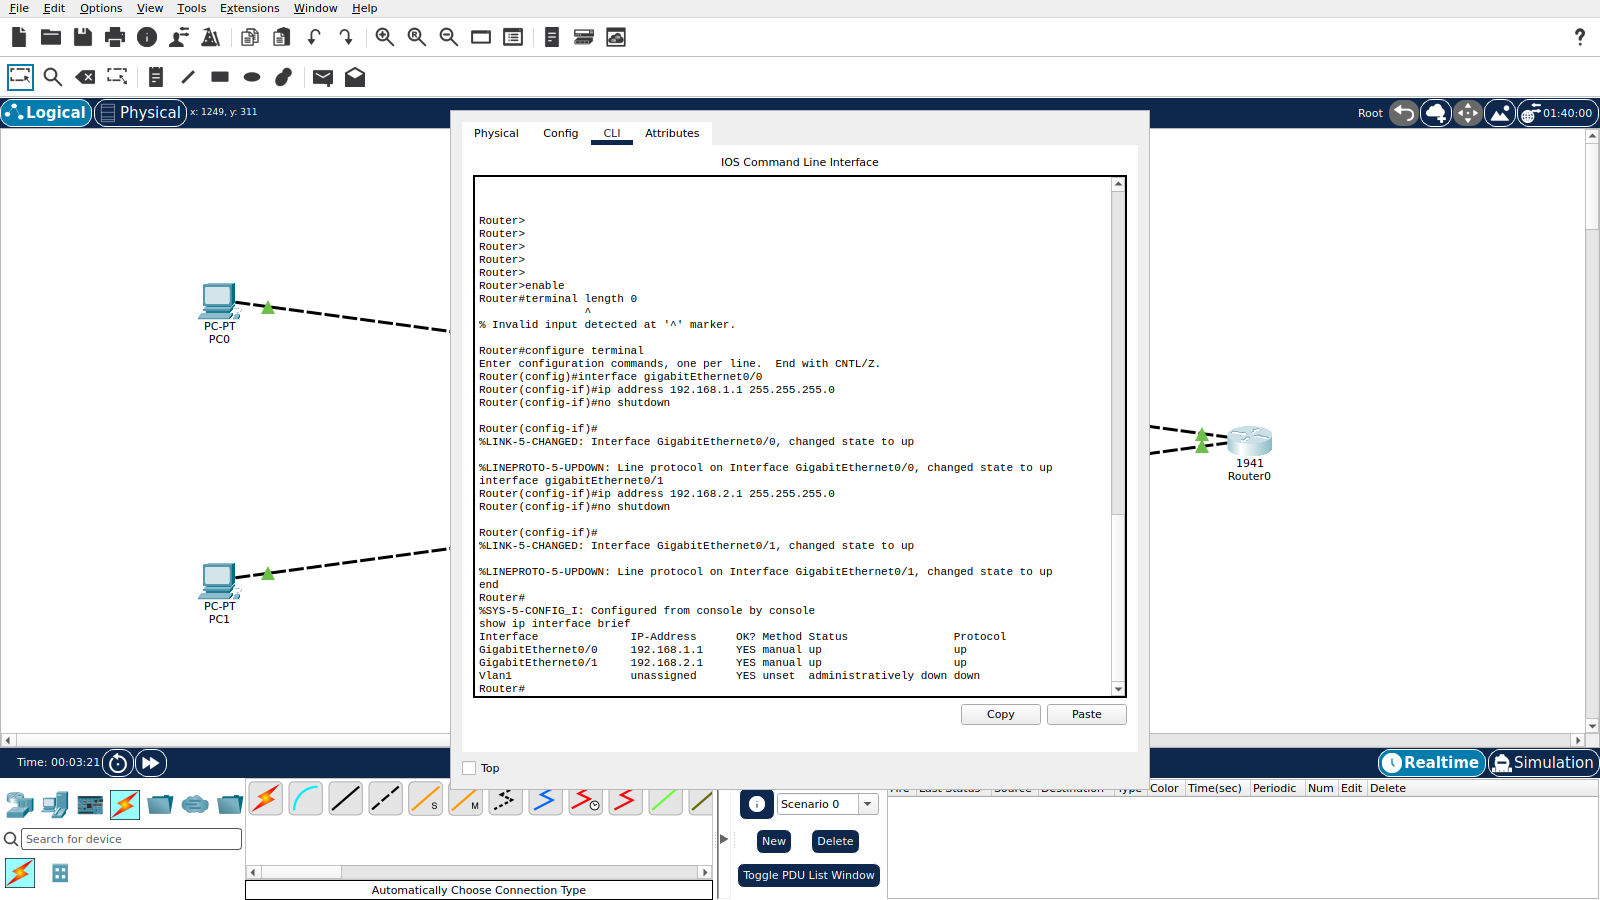 File Edit Options View Tools Extensions Window Help
?
Logical Physical x: 1249, y: 311
Root 01:40:00
Physical Config CLI Attributes
IOS Command Line Interface
Router>
Router>
Router>
Router>
Router>
Router>enable
Router#terminal length 0
^
% Invalid input detected at '^' marker.
Router#configure terminal
Enter configuration commands, one per line.  End with CNTL/Z.
Router(config)#interface gigabitEthernet0/0
Router(config-if)#ip address 192.168.1.1 255.255.255.0
Router(config-if)#no shutdown
Router(config-if)#
%LINK-5-CHANGED: Interface GigabitEthernet0/0, changed state to up
%LINEPROTO-5-UPDOWN: Line protocol on Interface GigabitEthernet0/0, changed state to up
interface gigabitEthernet0/1
Router(config-if)#ip address 192.168.2.1 255.255.255.0
Router(config-if)#no shutdown
Router(config-if)#
%LINK-5-CHANGED: Interface GigabitEthernet0/1, changed state to up
%LINEPROTO-5-UPDOWN: Line protocol on Interface GigabitEthernet0/1, changed state to up
end
Router#
%SYS-5-CONFIG_I: Configured from console by console
show ip interface brief
Interface              IP-Address      OK? Method Status                Protocol
GigabitEthernet0/0     192.168.1.1     YES manual up                    up
GigabitEthernet0/1     192.168.2.1     YES manual up                    up
Vlan1                  unassigned      YES unset  administratively down down
Router#
Copy Paste
Top
PC-PT
PC0
PC-PT
PC1
1941
Router0
Time: 00:03:21
Realtime Simulation
Search for device
S M
Automatically Choose Connection Type
Scenario 0
New Delete
Toggle PDU List Window
Fire Last Status Source Destination Type Color Time(sec) Periodic Num Edit Delete